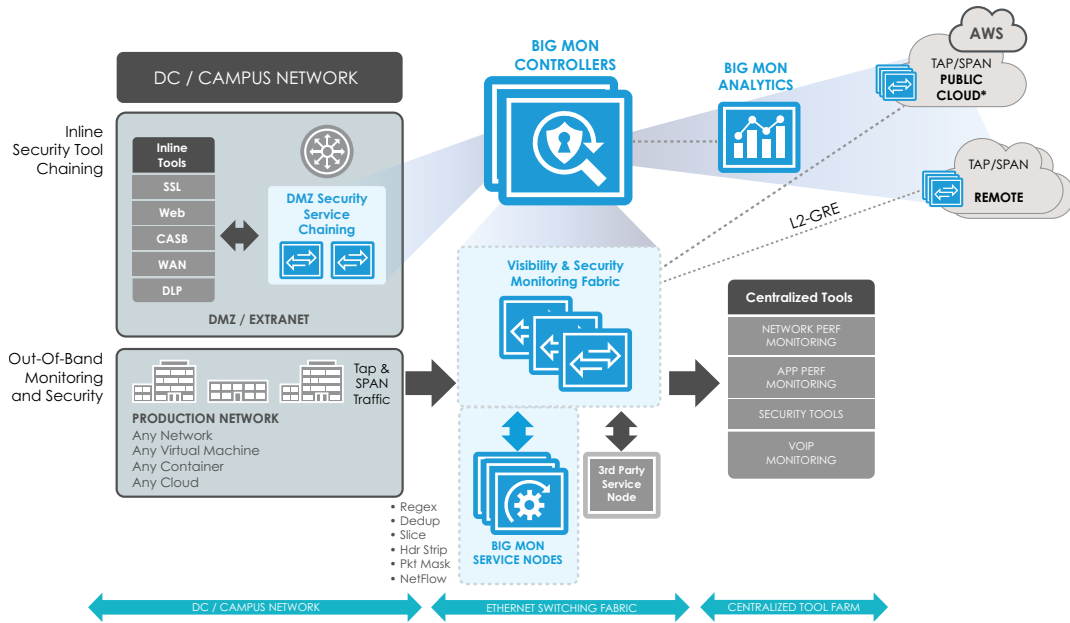 DC / CAMPUS NETWORK
Inline
Security Tool
Chaining
Inline
Tools
SSL
Web
CASB
WAN
DLP
DMZ Security
Service
Chaining
DMZ / EXTRANET
BIG MON
CONTROLLERS
BIG MON
ANALYTICS
AWS
TAP/SPAN
PUBLIC
CLOUD*
TAP/SPAN
REMOTE
L2-GRE
Visibility & Security
Monitoring Fabric
Out-Of-Band
Monitoring
and Security
Tap &
SPAN
Traffic
PRODUCTION NETWORK
Any Network
Any Virtual Machine
Any Container
Any Cloud
Centralized Tools
NETWORK PERF
MONITORING
APP PERF
MONITORING
SECURITY TOOLS
VOIP
MONITORING
3rd Party
Service
Node
• Regex
• Dedup
• Slice
• Hdr Strip
• Pkt Mask
• NetFlow
BIG MON
SERVICE NODES
DC / CAMPUS NETWORK
ETHERNET SWITCHING FABRIC
CENTRALIZED TOOL FARM